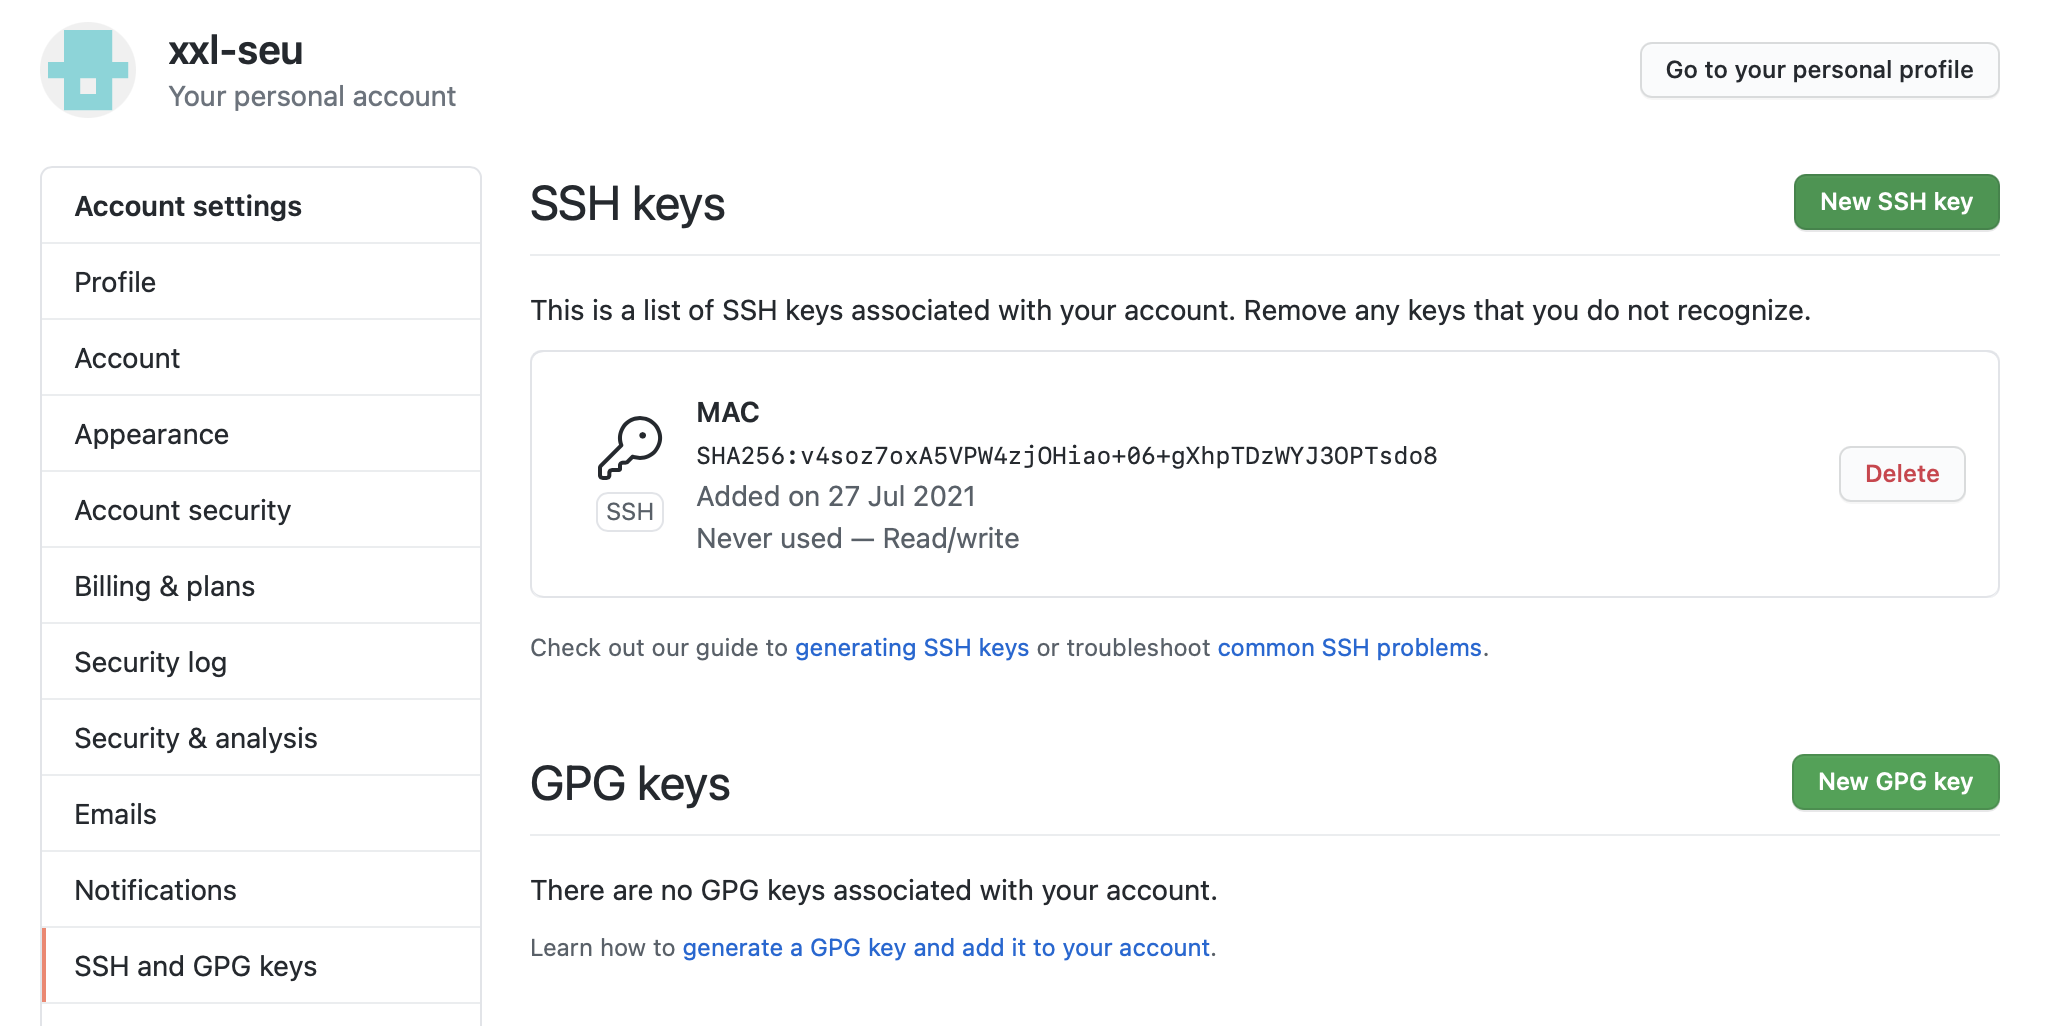 xxl-seu
Your personal account
Go to your personal profile
Account settings
Profile
Account
Appearance
Account security
Billing & plans
Security log
Security & analysis
Emails
Notifications
SSH and GPG keys
SSH keys
New SSH key
This is a list of SSH keys associated with your account. Remove any keys that you do not recognize.
MAC
SHA256:v4soz7oxA5VPW4zjOHiao+06+gXhpTDzWYJ3OPTsdo8
Added on 27 Jul 2021
Never used — Read/write
SSH
Delete
Check out our guide to generating SSH keys or troubleshoot common SSH problems.
GPG keys
New GPG key
There are no GPG keys associated with your account.
Learn how to generate a GPG key and add it to your account.